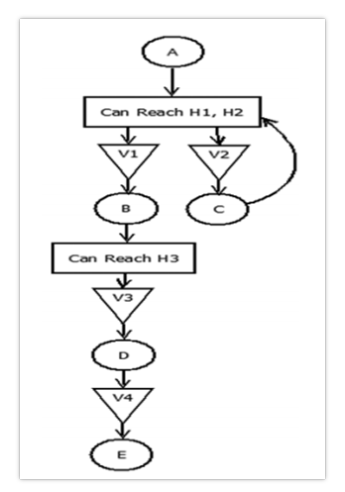 A
Can Reach H1, H2
V1 V2
B C
Can Reach H3
V3
D
V4
E